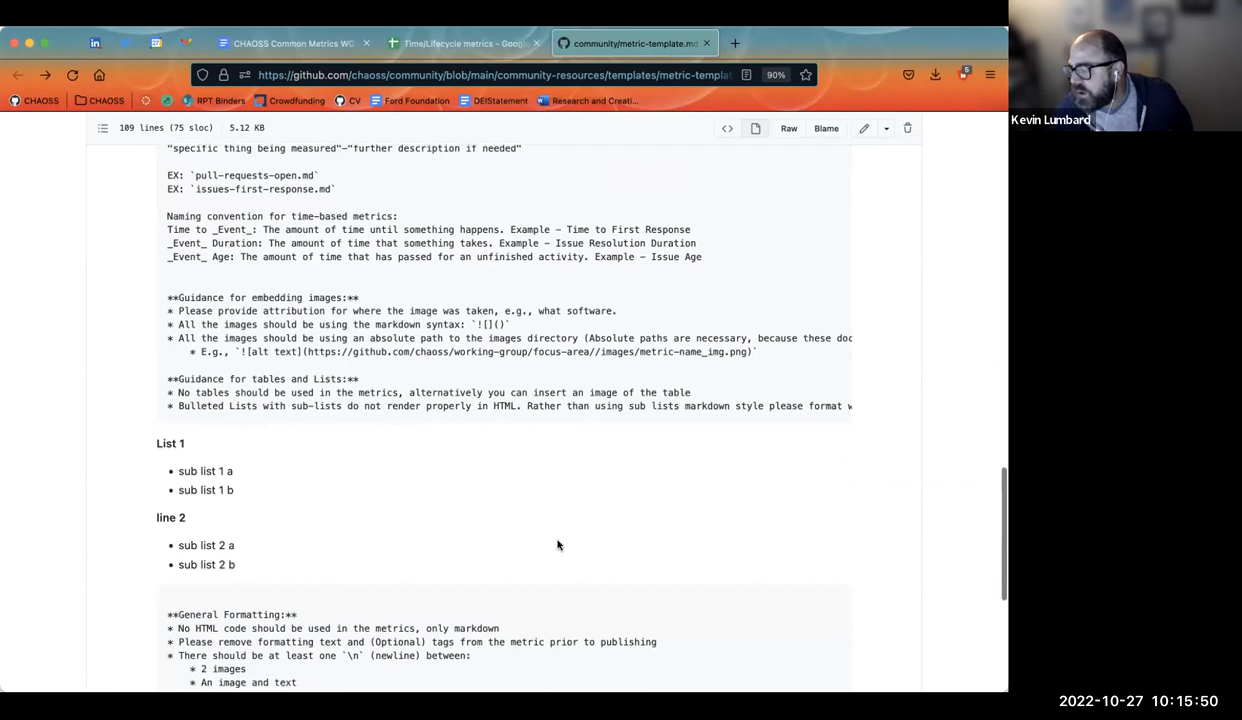 CHAOSS Common Metrics WG
Time/Lifecycle metrics - Google
community/metric-template.md
https://github.com/chaoss/community/blob/main/community-resources/templates/metric-templat
90%
5
CHAOSS
CHAOSS
RPT Binders
Crowdfunding
CV
Ford Foundation
DEIStatement
Research and Creati...
109 lines (75 sloc)
5.12 KB
Raw
Blame
"specific thing being measured"-"further description if needed"
EX: `pull-requests-open.md`
EX: `issues-first-response.md`
Naming convention for time-based metrics:
Time to _Event_: The amount of time until something happens. Example – Time to First Response
_Event_ Duration: The amount of time that something takes. Example – Issue Resolution Duration
_Event_ Age: The amount of time that has passed for an unfinished activity. Example – Issue Age
**Guidance for embedding images:**
* Please provide attribution for where the image was taken, e.g., what software.
* All the images should be using the markdown syntax: `![]()`
* All the images should be using an absolute path to the images directory (Absolute paths are necessary, because these doc
* E.g., `![alt text](https://github.com/chaoss/working-group/focus-area//images/metric-name_img.png)`
**Guidance for tables and Lists:**
* No tables should be used in the metrics, alternatively you can insert an image of the table
* Bulleted Lists with sub-lists do not render properly in HTML. Rather than using sub lists markdown style please format w
List 1
• sub list 1 a
• sub list 1 b
line 2
• sub list 2 a
• sub list 2 b
**General Formatting:**
* No HTML code should be used in the metrics, only markdown
* Please remove formatting text and (Optional) tags from the metric prior to publishing
* There should be at least one `\n` (newline) between:
* 2 images
* An image and text
Kevin Lumbard
2022-10-27 10:15:50